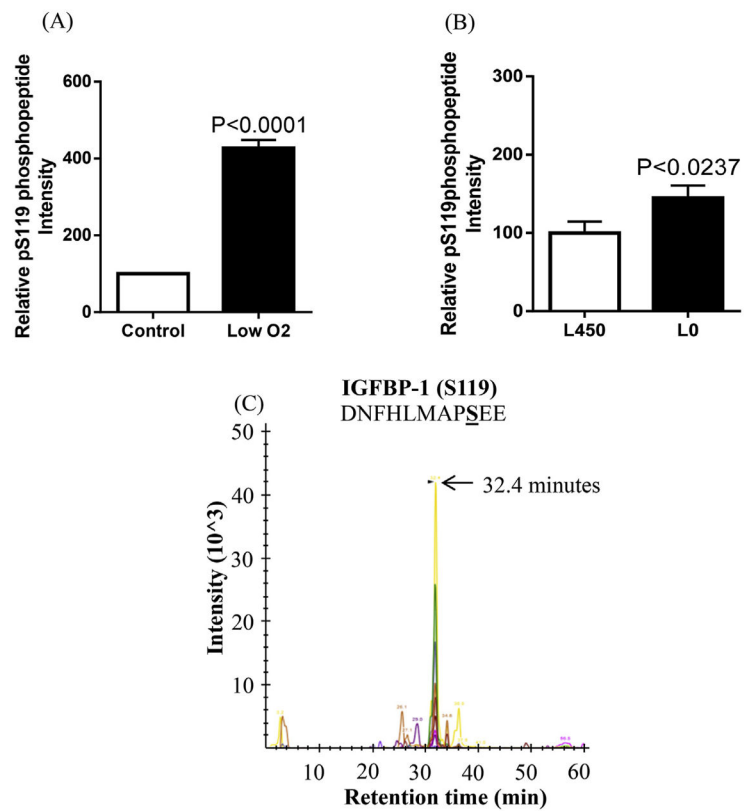 (A)
Relative pS119 phosphopeptide
Intensity
600
400
200
0
P<0.0001
Control Low O2
(B)
Relative pS119phosphopeptide
Intensity
300
200
100
0
P<0.0237
L450 L0
(C)
IGFBP-1 (S119)
DNFHLMAPSEE
Intensity (10^3)
50
40
30
20
10
32.4 minutes
10 20 30 40 50 60
Retention time (min)